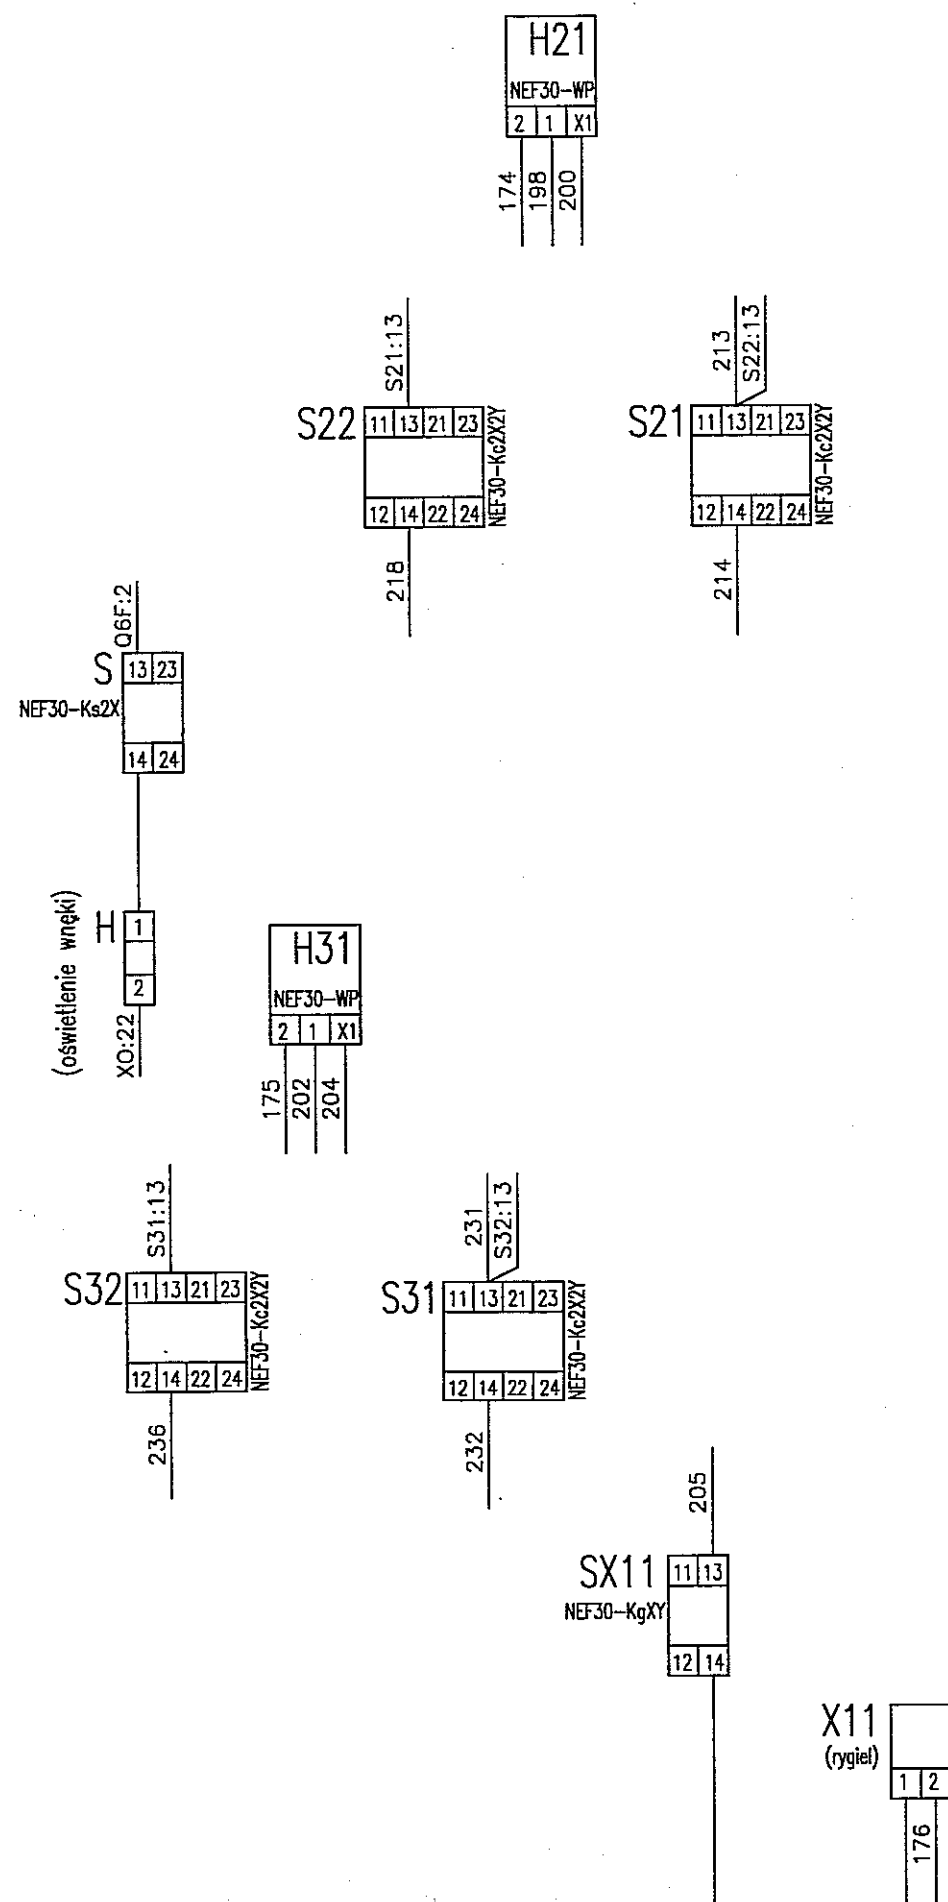 H21
NEF30-WP
2 1 X1
174 198 200
S21:13
213 S22:13
S22 11 13 21 23
NEF30-Kc2X2Y
12 14 22 24
218
S21 11 13 21 23
NEF30-Kc2X2Y
12 14 22 24
214
Q6F:2
S 13 23
NEF30-Ks2X
14 24
(oświetlenie wnęki)
H 1
2
XO:22
H31
NEF30-WP
2 1 X1
175 202 204
S31:13
S32 11 13 21 23
NEF30-Kc2X2Y
12 14 22 24
236
231 S32:13
S31 11 13 21 23
NEF30-Kc2X2Y
12 14 22 24
232
205
SX11 11 13
NEF30-KgXY
12 14
X11
(rygiel)
1 2
176